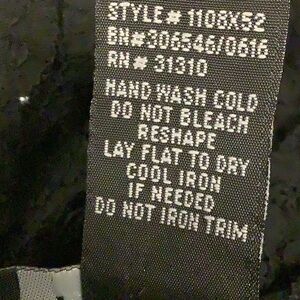 STYLE# 1108X52
BN#306546/0616
RN# 31310
HAND WASH COLD
DO NOT BLEACH
RESHAPE
LAY FLAT TO DRY
COOL IRON
IF NEEDED
DO NOT IRON TRIM